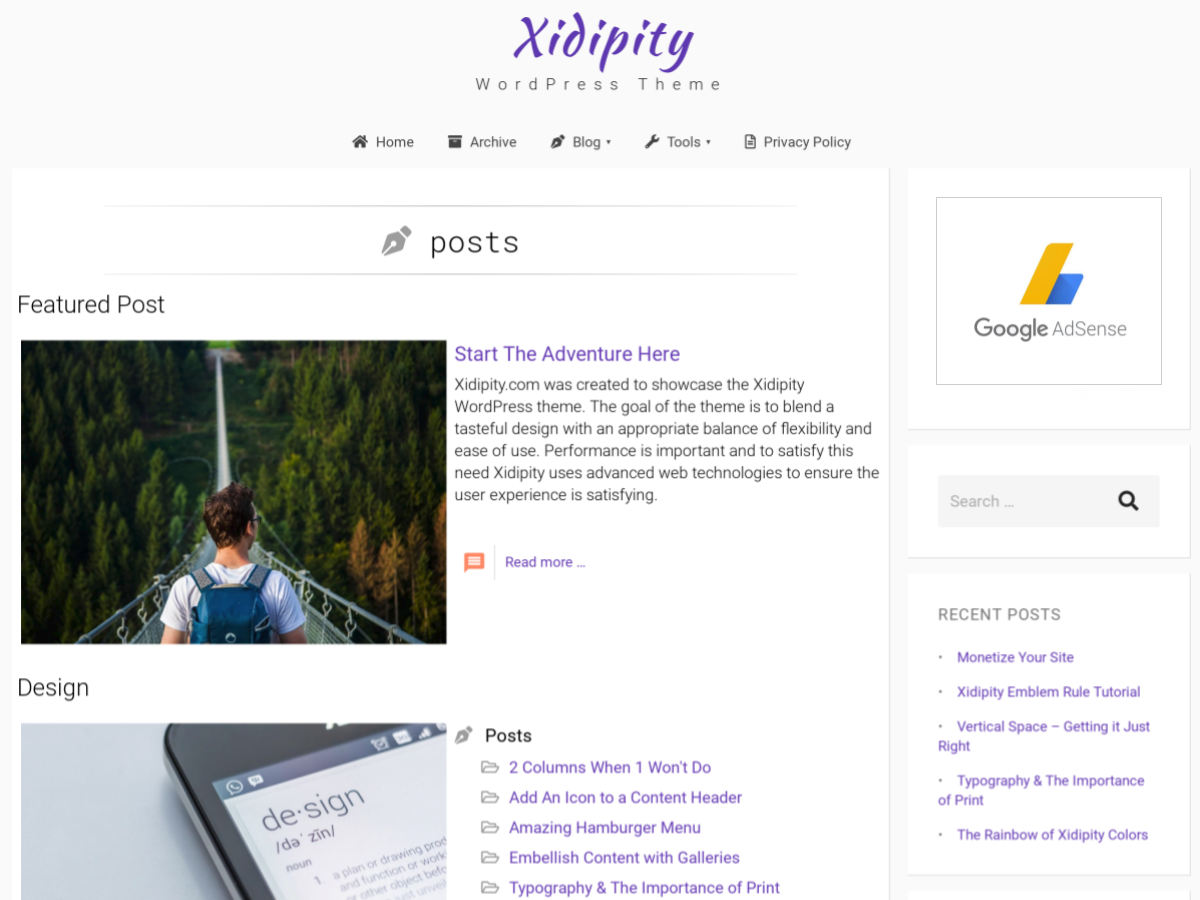 Xidipity
WordPress Theme
Home
Archive
Blog
Tools
Privacy Policy
posts
Featured Post
Start The Adventure Here
Xidipity.com was created to showcase the Xidipity
WordPress theme. The goal of the theme is to blend a
tasteful design with an appropriate balance of flexibility and
ease of use. Performance is important and to satisfy this
need Xidipity uses advanced web technologies to ensure the
user experience is satisfying.
Read more ...
Design
de·sign
/dəˈzīn/
noun
1. a plan or drawing prod
and function or work
or other object befo
just unvei
Posts
2 Columns When 1 Won't Do
Add An Icon to a Content Header
Amazing Hamburger Menu
Embellish Content with Galleries
Typography & The Importance of Print
Google AdSense
Search ...
RECENT POSTS
Monetize Your Site
Xidipity Emblem Rule Tutorial
Vertical Space – Getting it Just
Right
Typography & The Importance
of Print
The Rainbow of Xidipity Colors